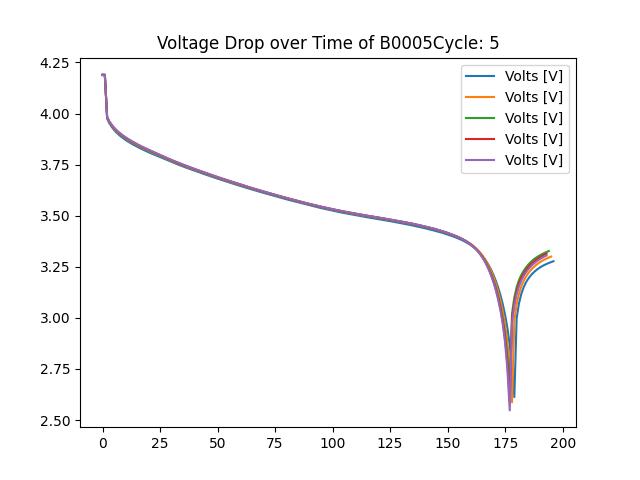 Voltage Drop over Time of B0005Cycle: 5
4.25
4.00
3.75
3.50
3.25
3.00
2.75
2.50
Volts [V]
Volts [V]
Volts [V]
Volts [V]
Volts [V]
0 25 50 75 100 125 150 175 200